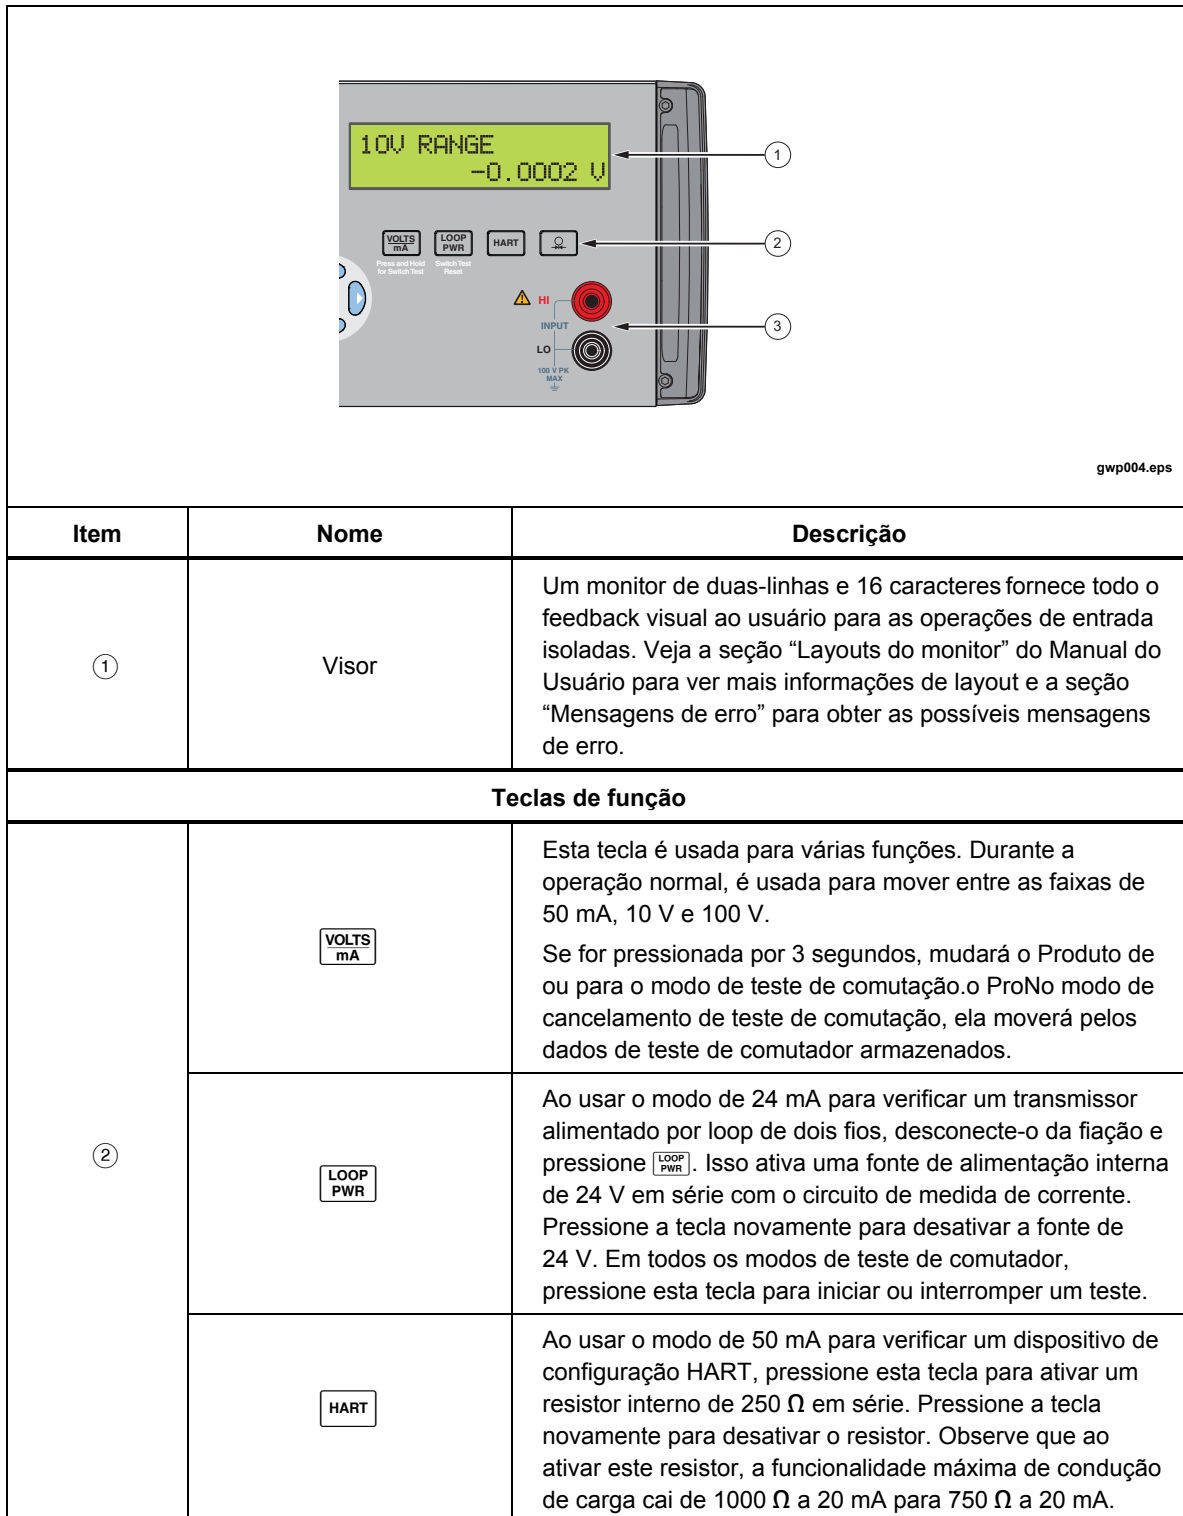 10V RANGE
-0.0002 V
1
VOLTS
mA
LOOP
PWR
HART
2
Press and Hold
for Switch Test
Switch Test
Reset
HI
INPUT
LO
100 V PK
MAX
3
gwp004.eps
Item
Nome
Descrição
1
Visor
Um monitor de duas-linhas e 16 caracteres fornece todo o
feedback visual ao usuário para as operações de entrada
isoladas. Veja a seção “Layouts do monitor” do Manual do
Usuário para ver mais informações de layout e a seção
“Mensagens de erro” para obter as possíveis mensagens
de erro.
Teclas de função
2
VOLTS
mA
Esta tecla é usada para várias funções. Durante a
operação normal, é usada para mover entre as faixas de
50 mA, 10 V e 100 V.
Se for pressionada por 3 segundos, mudará o Produto de
ou para o modo de teste de comutação.o ProNo modo de
cancelamento de teste de comutação, ela moverá pelos
dados de teste de comutador armazenados.
LOOP
PWR
Ao usar o modo de 24 mA para verificar um transmissor
alimentado por loop de dois fios, desconecte-o da fiação e
pressione LOOP PWR. Isso ativa uma fonte de alimentação interna
de 24 V em série com o circuito de medida de corrente.
Pressione a tecla novamente para desativar a fonte de
24 V. Em todos os modos de teste de comutador,
pressione esta tecla para iniciar ou interromper um teste.
HART
Ao usar o modo de 50 mA para verificar um dispositivo de
configuração HART, pressione esta tecla para ativar um
resistor interno de 250 Ω em série. Pressione a tecla
novamente para desativar o resistor. Observe que ao
ativar este resistor, a funcionalidade máxima de condução
de carga cai de 1000 Ω a 20 mA para 750 Ω a 20 mA.